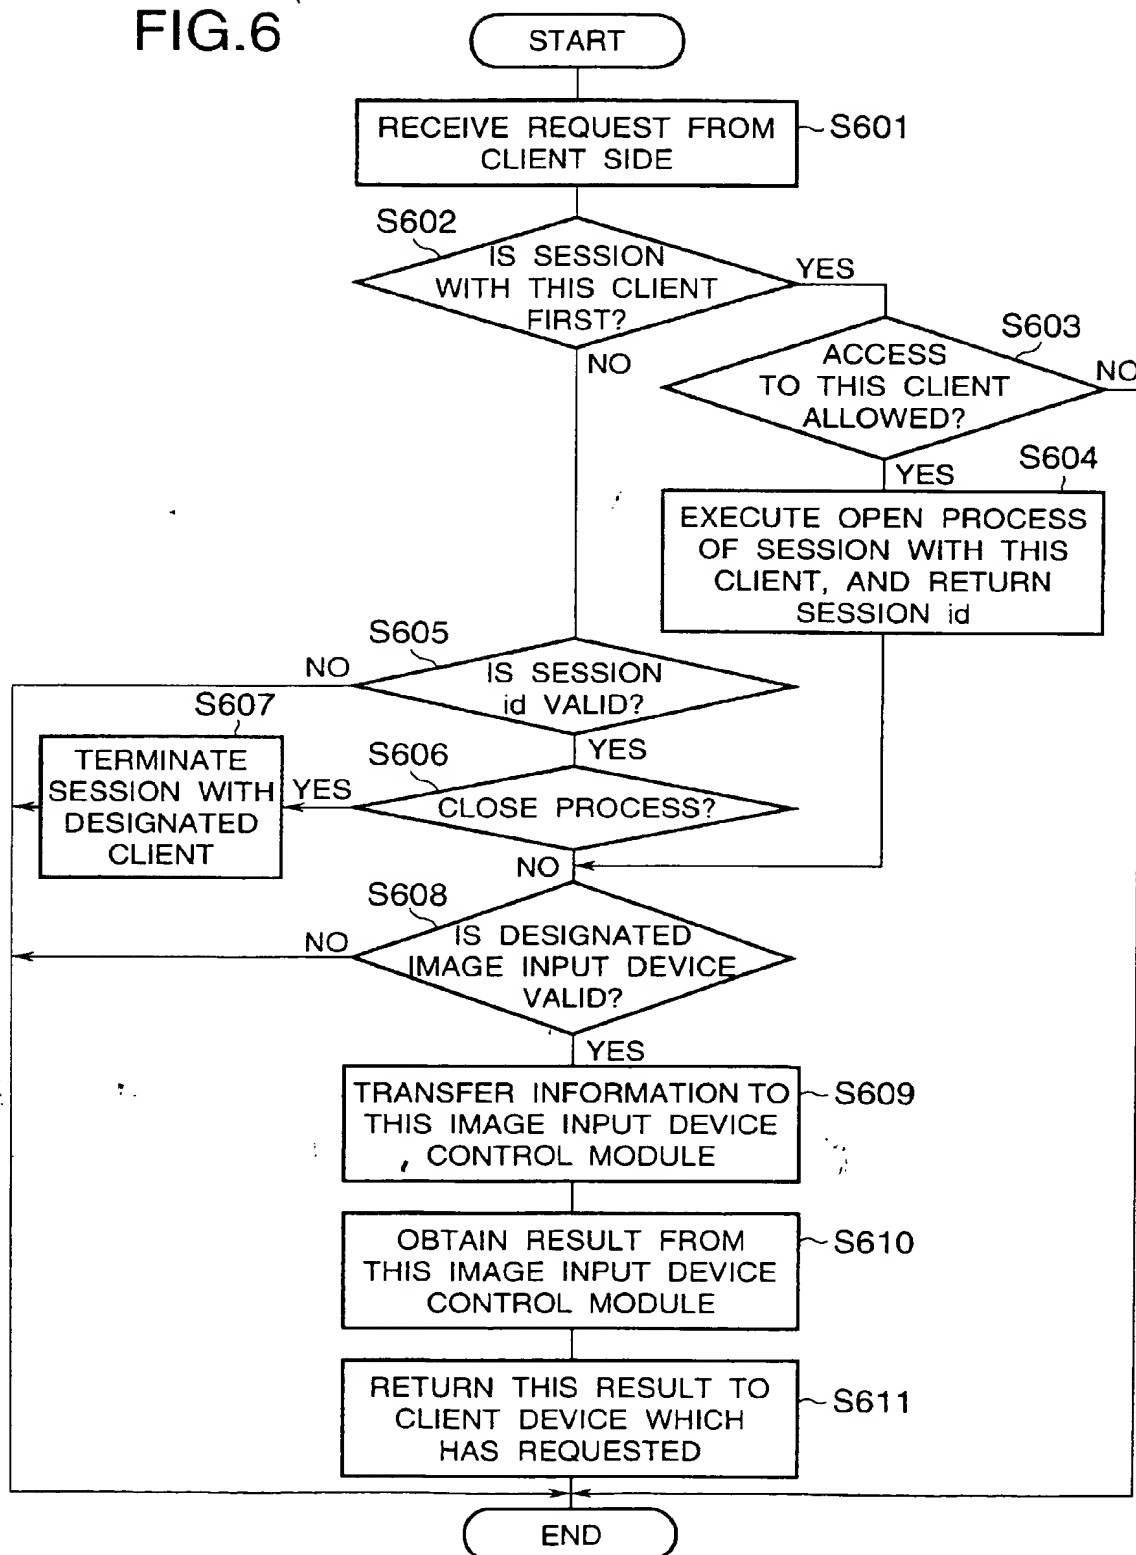 FIG.6
START
RECEIVE REQUEST FROM
CLIENT SIDE
S601
S602
IS SESSION
WITH THIS CLIENT
FIRST?
YES
NO
S603
ACCESS
TO THIS CLIENT
ALLOWED?
NO
YES
S604
EXECUTE OPEN PROCESS
OF SESSION WITH THIS
CLIENT, AND RETURN
SESSION id
S605
NO
IS SESSION
id VALID?
YES
S607
TERMINATE
SESSION WITH
DESIGNATED
CLIENT
S606
YES
CLOSE PROCESS?
NO
S608
NO
IS DESIGNATED
IMAGE INPUT DEVICE
VALID?
YES
TRANSFER INFORMATION TO
THIS IMAGE INPUT DEVICE
CONTROL MODULE
S609
OBTAIN RESULT FROM
THIS IMAGE INPUT DEVICE
CONTROL MODULE
S610
RETURN THIS RESULT TO
CLIENT DEVICE WHICH
HAS REQUESTED
S611
END